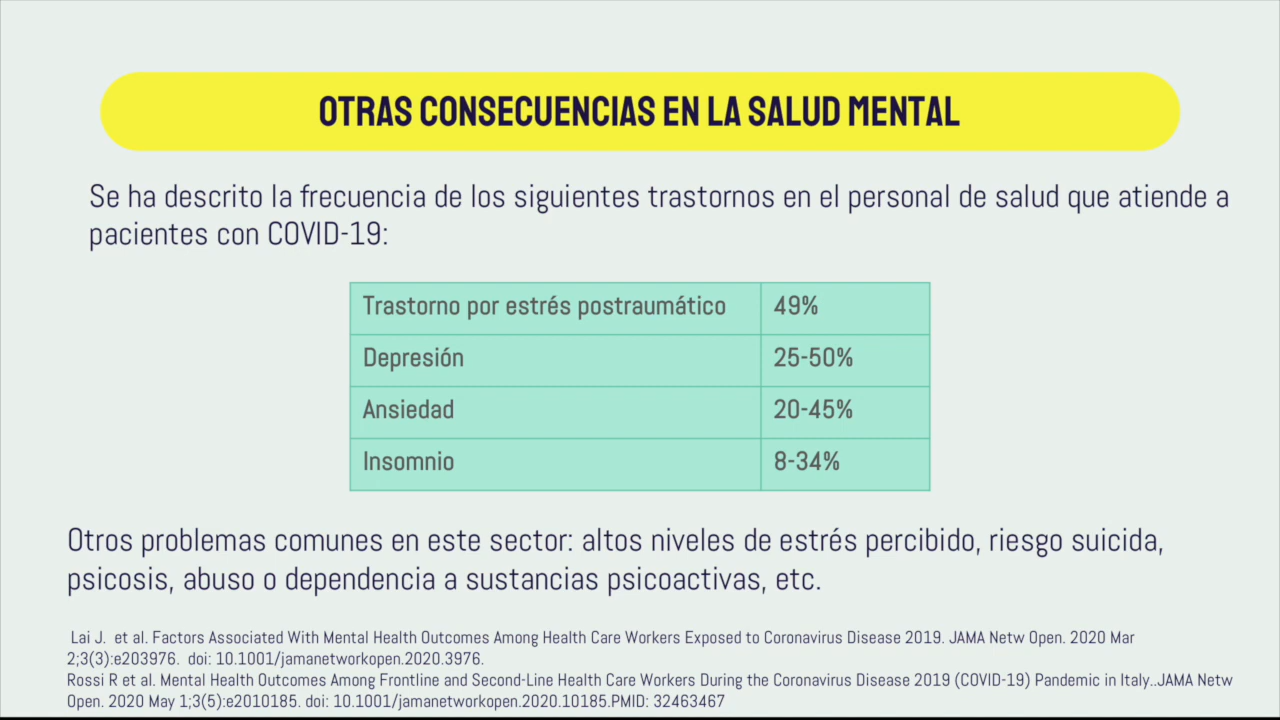 OTRAS CONSECUENCIAS EN LA SALUD MENTAL
Se ha descrito la frecuencia de los siguientes trastornos en el personal de salud que atiende a
pacientes con COVID-19:
Trastorno por estrés postraumático 49%
Depresión 25-50%
Ansiedad 20-45%
Insomnio 8-34%
Otros problemas comunes en este sector: altos niveles de estrés percibido, riesgo suicida,
psicosis, abuso o dependencia a sustancias psicoactivas, etc.
Lai J. et al. Factors Associated With Mental Health Outcomes Among Health Care Workers Exposed to Coronavirus Disease 2019. JAMA Netw Open. 2020 Mar
2;3(3):e203976. doi: 10.1001/jamanetworkopen.2020.3976.
Rossi R et al. Mental Health Outcomes Among Frontline and Second-Line Health Care Workers During the Coronavirus Disease 2019 (COVID-19) Pandemic in Italy..JAMA Netw
Open. 2020 May 1;3(5):e2010185. doi: 10.1001/jamanetworkopen.2020.10185.PMID: 32463467